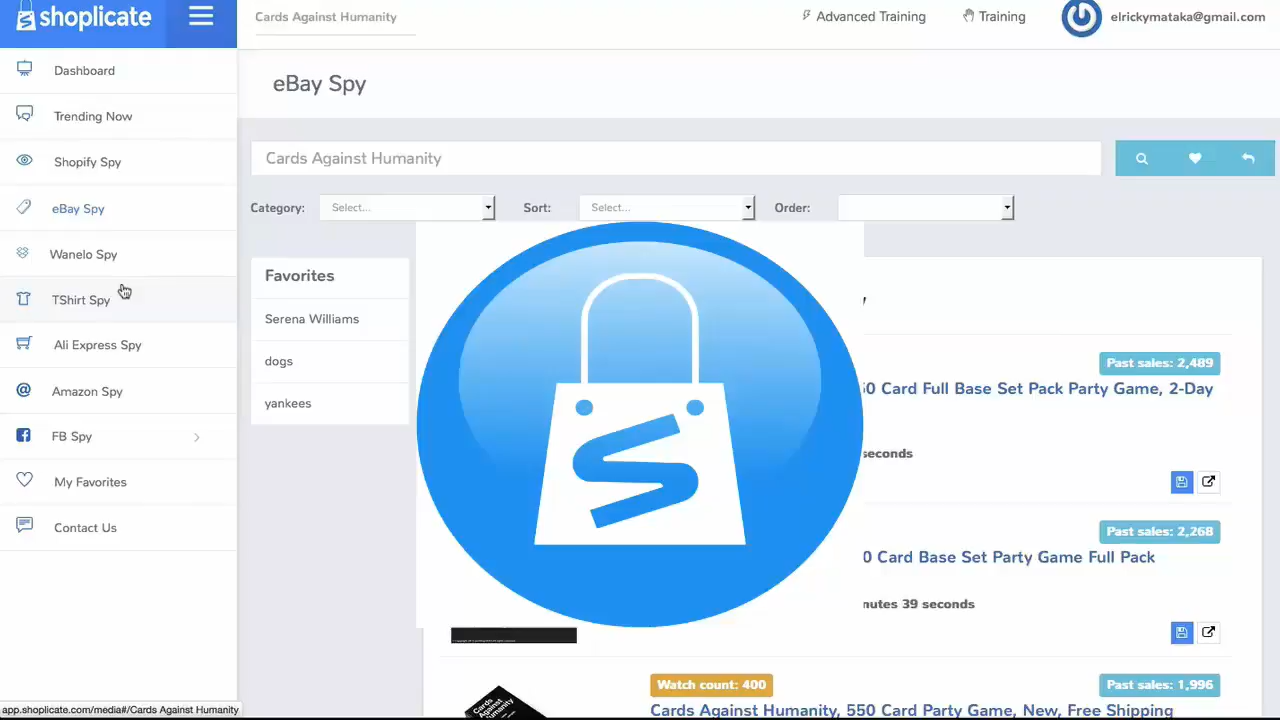 shoplicate
Cards Against Humanity
Advanced Training
Training
elrickymataka@gmail.com
Dashboard
Trending Now
Shopify Spy
eBay Spy
Wanelo Spy
TShirt Spy
Ali Express Spy
Amazon Spy
FB Spy
My Favorites
Contact Us
eBay Spy
Cards Against Humanity
Category: Select...
Sort: Select...
Order:
Favorites
Serena Williams
dogs
yankees
Past sales: 2,489
0 Card Full Base Set Pack Party Game, 2-Day
seconds
Past sales: 2,268
0 Card Base Set Party Game Full Pack
nutes 39 seconds
Watch count: 400
Past sales: 1,996
Cards Against Humanity, 550 Card Party Game, New, Free Shipping
Cards
Against
Humanity
app.shoplicate.com/media#/Cards Against Humanity